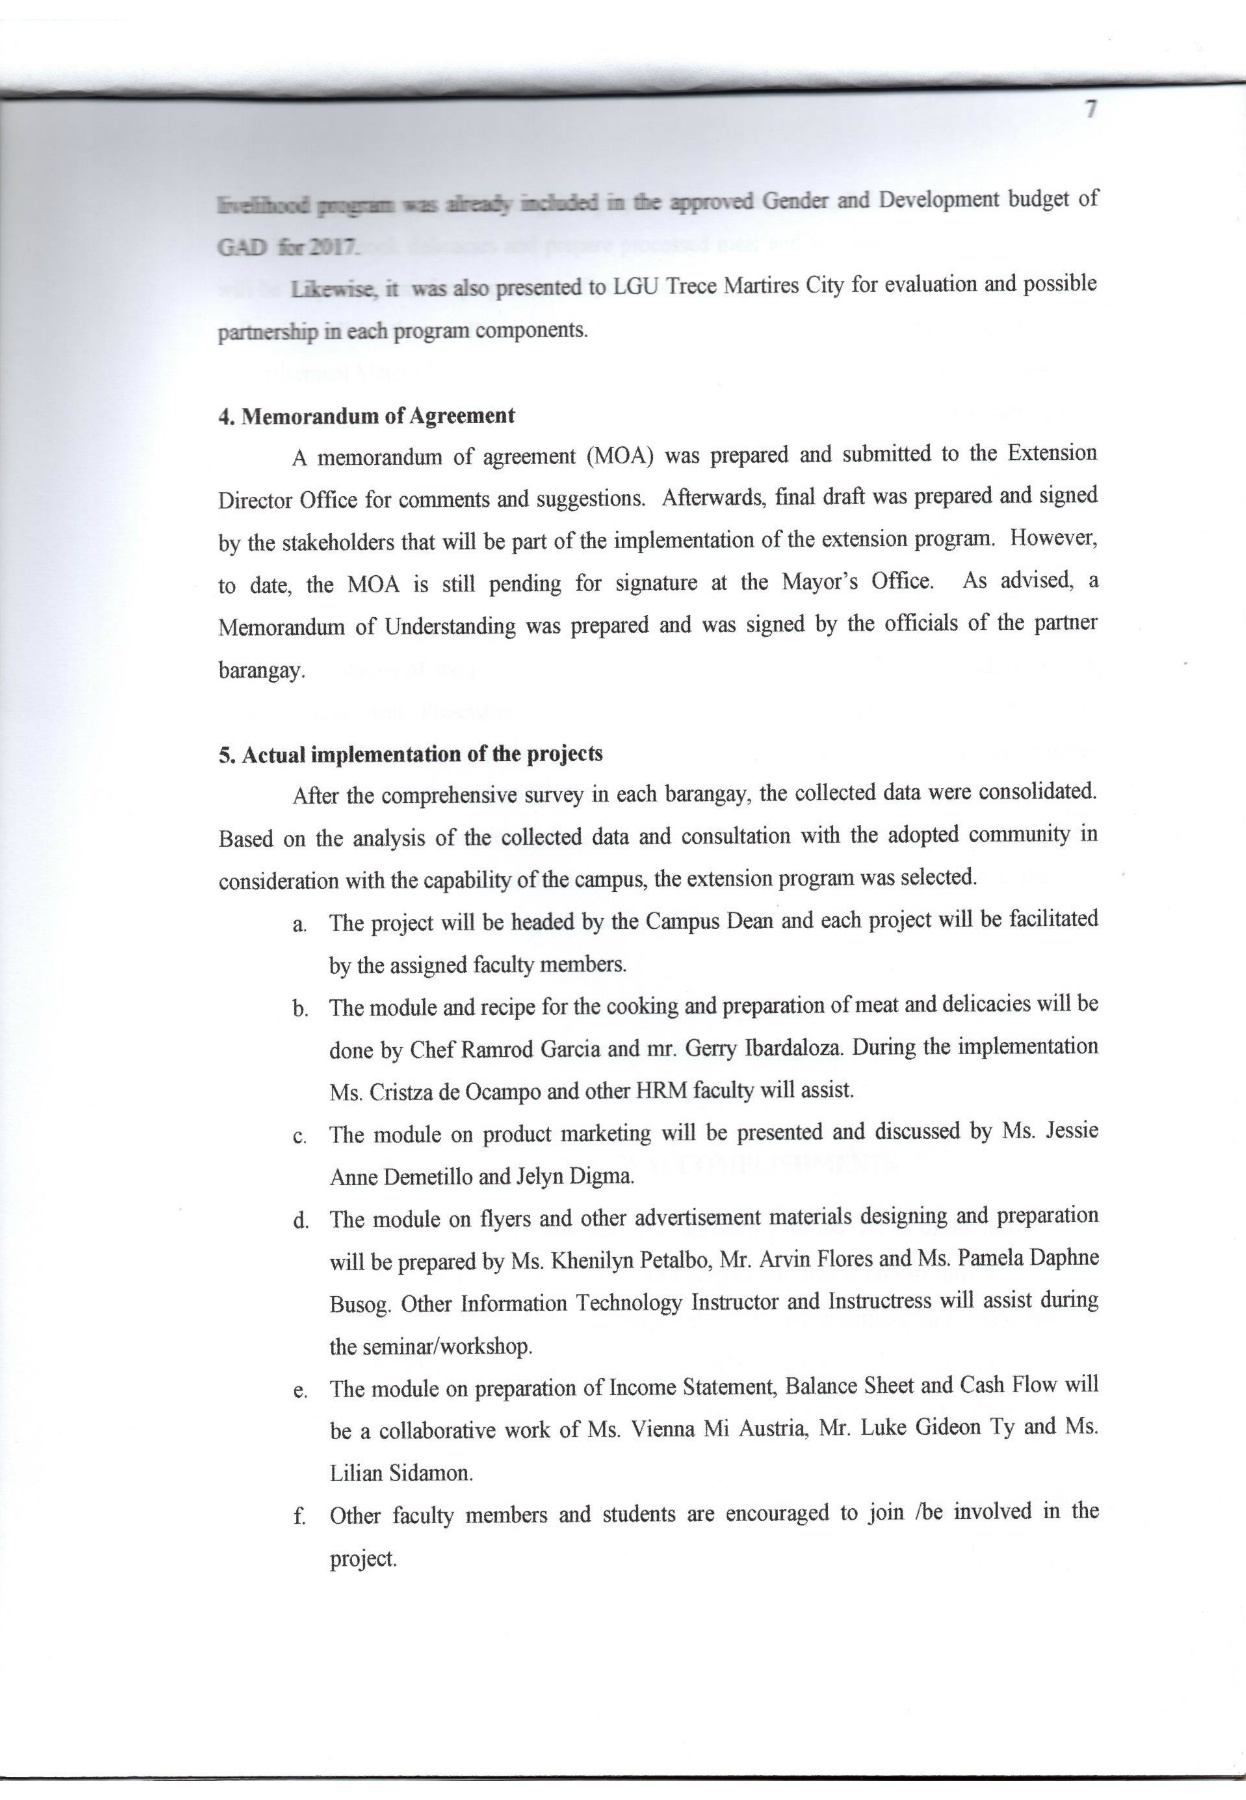 7
livelihood program was already included in the approved Gender and Development budget of
GAD for 2017.
Likewise, it was also presented to LGU Trece Martires City for evaluation and possible
partnership in each program components.
4. Memorandum of Agreement
A memorandum of agreement (MOA) was prepared and submitted to the Extension
Director Office for comments and suggestions. Afterwards, final draft was prepared and signed
by the stakeholders that will be part of the implementation of the extension program. However,
to date, the MOA is still pending for signature at the Mayor's Office. As advised, a
Memorandum of Understanding was prepared and was signed by the officials of the partner
barangay.
5. Actual implementation of the projects
After the comprehensive survey in each barangay, the collected data were consolidated.
Based on the analysis of the collected data and consultation with the adopted community in
consideration with the capability of the campus, the extension program was selected.
a. The project will be headed by the Campus Dean and each project will be facilitated
by the assigned faculty members.
b. The module and recipe for the cooking and preparation of meat and delicacies will be
done by Chef Ramrod Garcia and mr. Gerry Ibardaloza. During the implementation
Ms. Cristza de Ocampo and other HRM faculty will assist.
c. The module on product marketing will be presented and discussed by Ms. Jessie
Anne Demetillo and Jelyn Digma.
d. The module on flyers and other advertisement materials designing and preparation
will be prepared by Ms. Khenilyn Petalbo, Mr. Arvin Flores and Ms. Pamela Daphne
Busog. Other Information Technology Instructor and Instructress will assist during
the seminar/workshop.
e. The module on preparation of Income Statement, Balance Sheet and Cash Flow will
be a collaborative work of Ms. Vienna Mi Austria, Mr. Luke Gideon Ty and Ms.
Lilian Sidamon.
f. Other faculty members and students are encouraged to join /be involved in the
project.